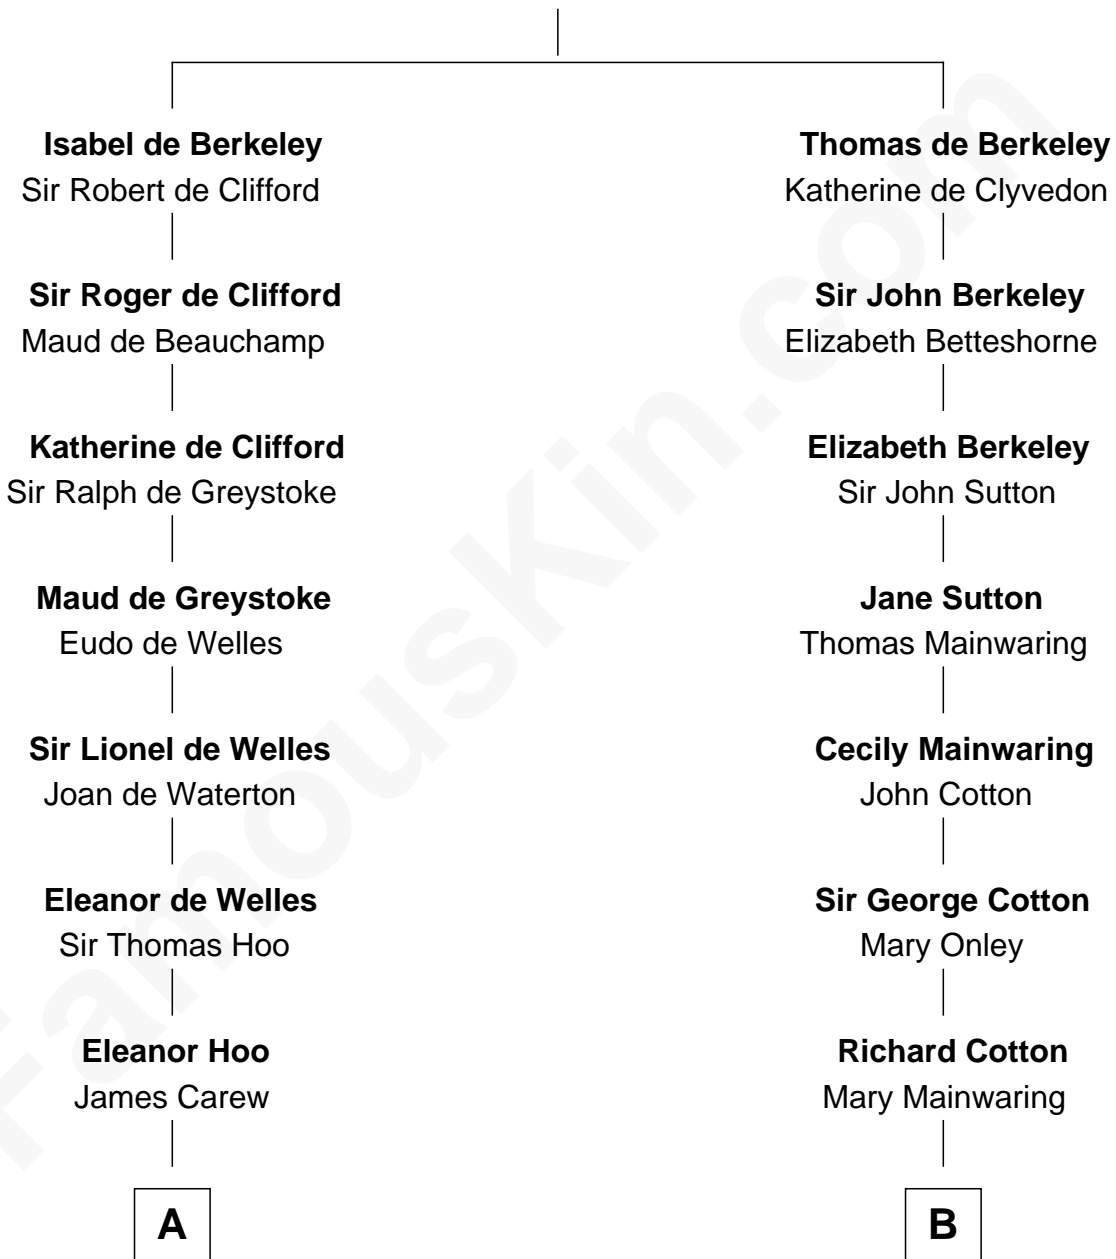 Isabel de Berkeley
Sir Robert de Clifford
Sir Roger de Clifford
Maud de Beauchamp
Katherine de Clifford
Sir Ralph de Greystoke
Maud de Greystoke
Eudo de Welles
Sir Lionel de Welles
Joan de Waterton
Eleanor de Welles
Sir Thomas Hoo
Eleanor Hoo
James Carew
A
Thomas de Berkeley
Katherine de Clyvedon
Sir John Berkeley
Elizabeth Betteshorne
Elizabeth Berkeley
Sir John Sutton
Jane Sutton
Thomas Mainwaring
Cecily Mainwaring
John Cotton
Sir George Cotton
Mary Onley
Richard Cotton
Mary Mainwaring
B
FamousKin.com